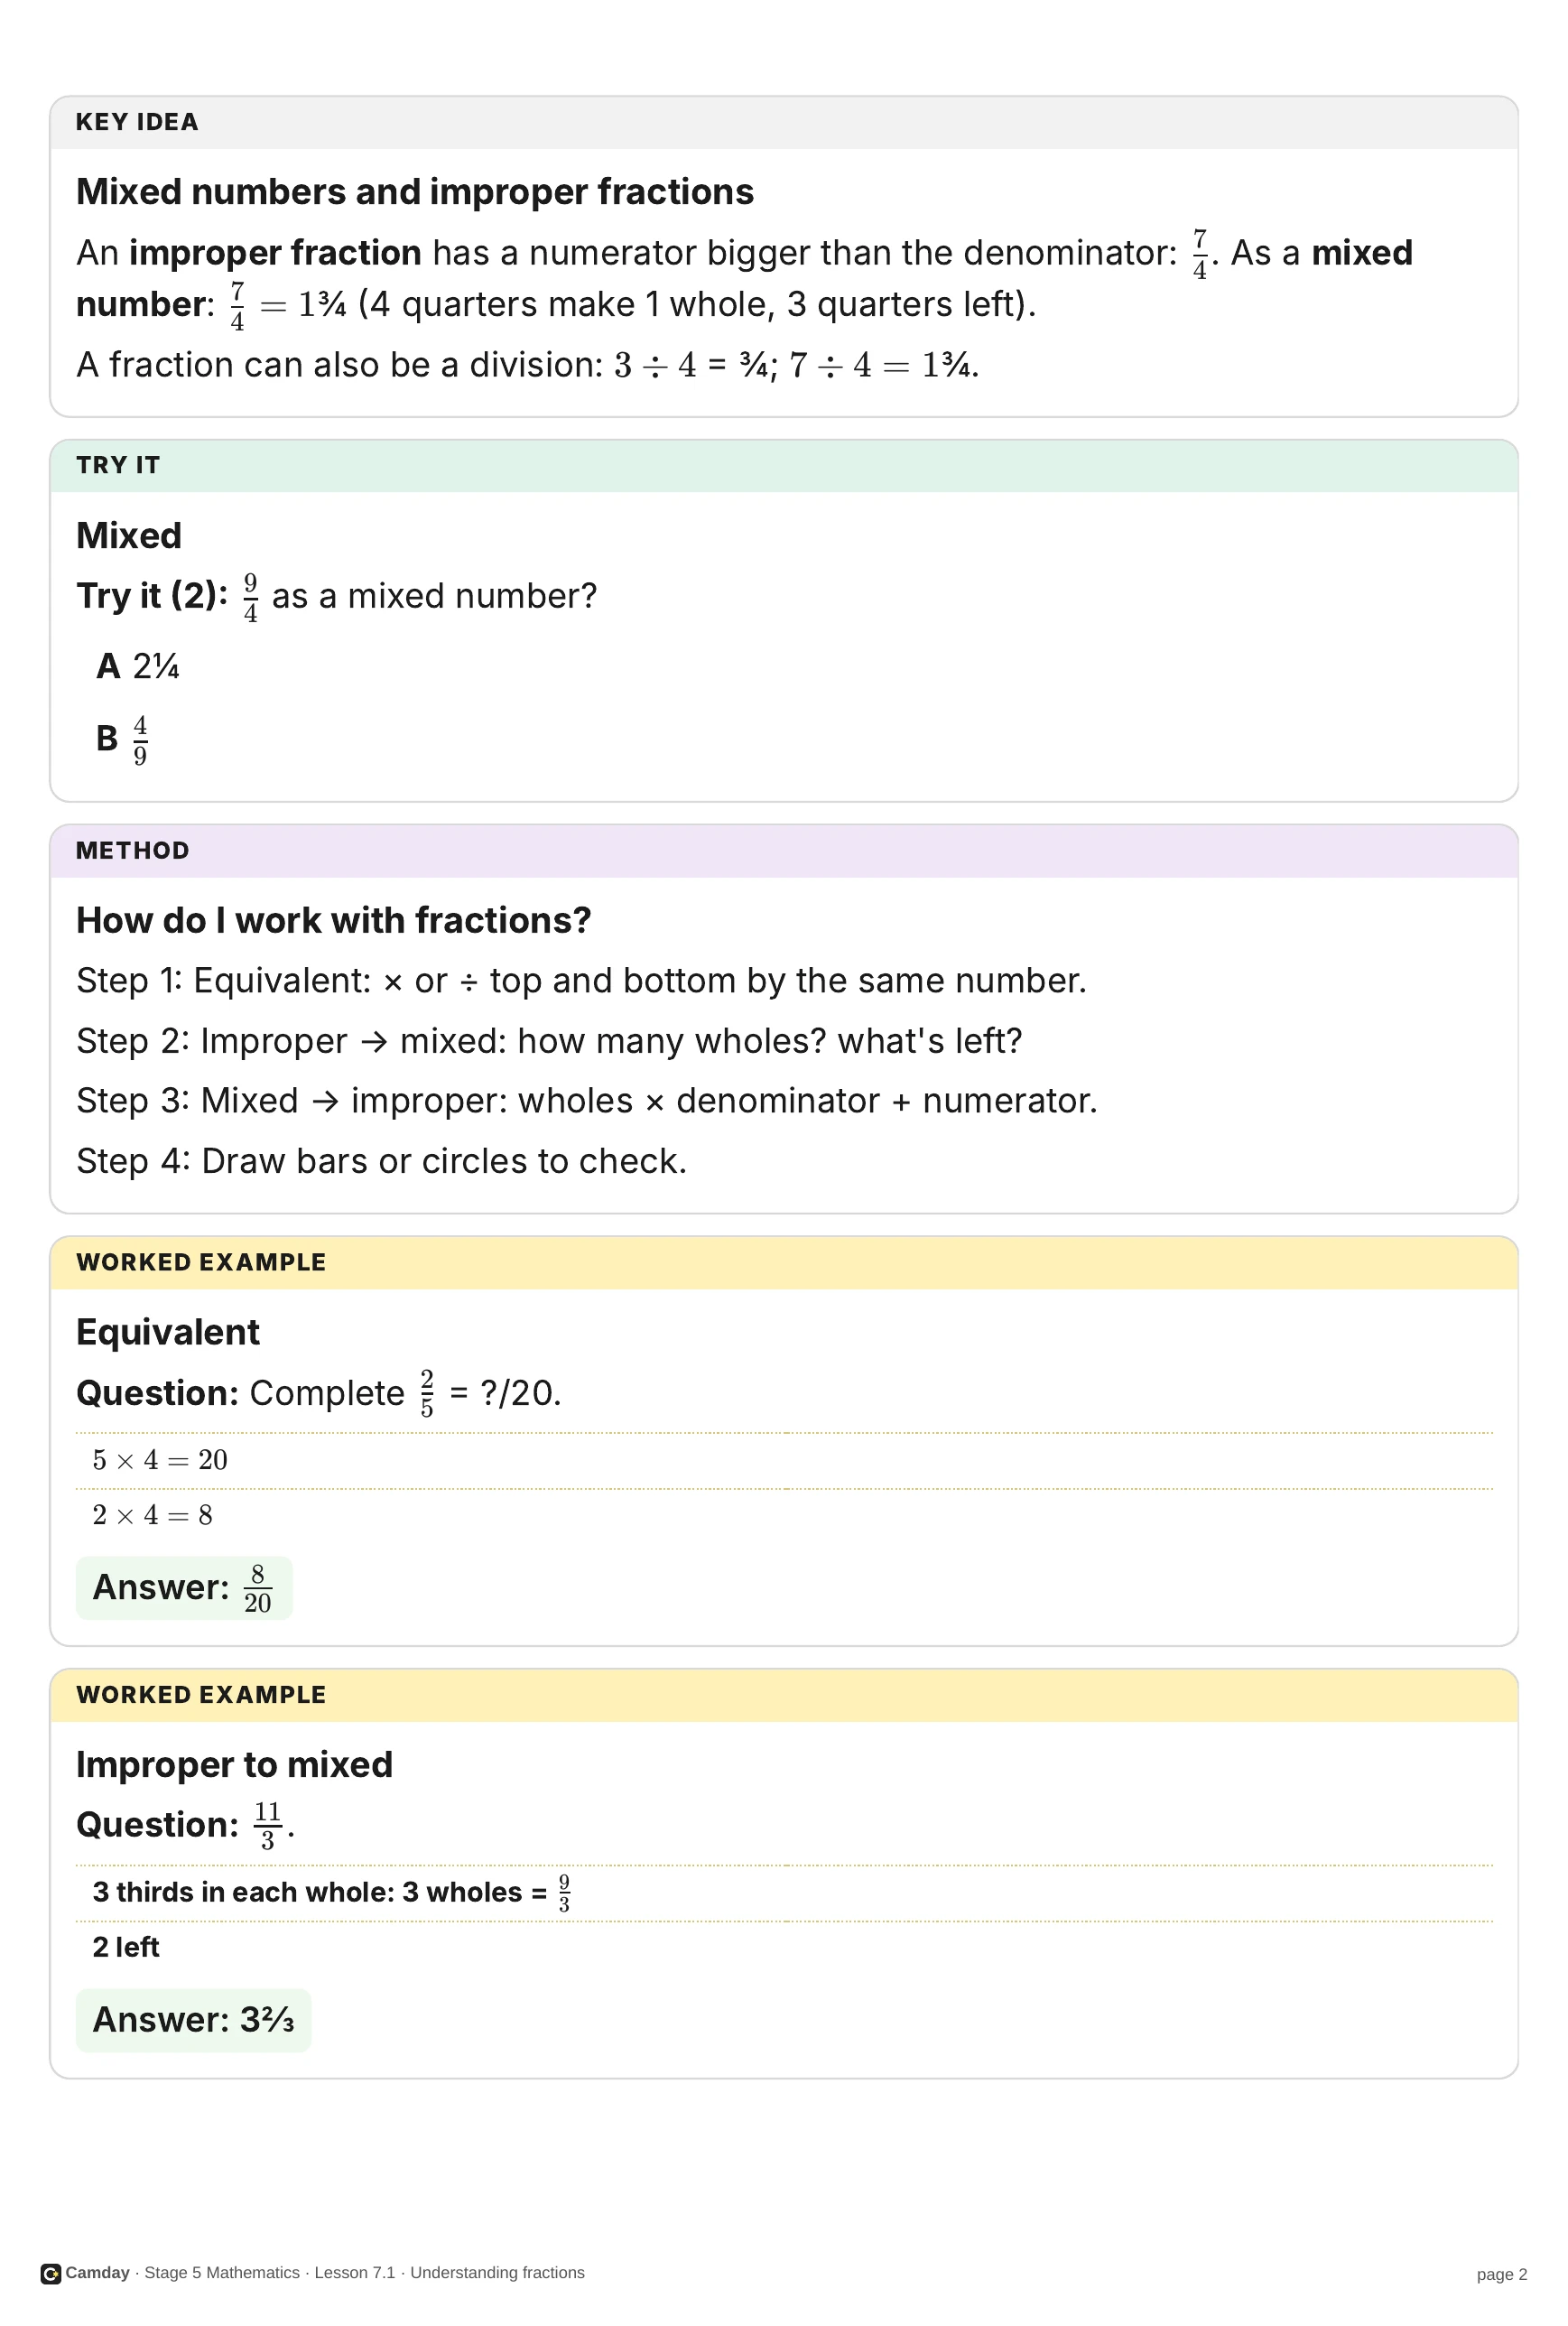 KEY IDEA
Mixed numbers and improper fractions
An improper fraction has a numerator bigger than the denominator: 7/4. As a mixed
number: 7/4 = 1¾ (4 quarters make 1 whole, 3 quarters left).
A fraction can also be a division: 3 ÷ 4 = ¾; 7 ÷ 4 = 1¾.
TRY IT
Mixed
Try it (2): 9/4 as a mixed number?
A 2¼
B 4/9
METHOD
How do I work with fractions?
Step 1: Equivalent: × or ÷ top and bottom by the same number.
Step 2: Improper → mixed: how many wholes? what's left?
Step 3: Mixed → improper: wholes × denominator + numerator.
Step 4: Draw bars or circles to check.
WORKED EXAMPLE
Equivalent
Question: Complete 2/5 = ?/20.
5 × 4 = 20
2 × 4 = 8
Answer: 8/20
WORKED EXAMPLE
Improper to mixed
Question: 11/3.
3 thirds in each whole: 3 wholes = 9/3
2 left
Answer: 3⅔
Camday · Stage 5 Mathematics · Lesson 7.1 · Understanding fractions
page 2